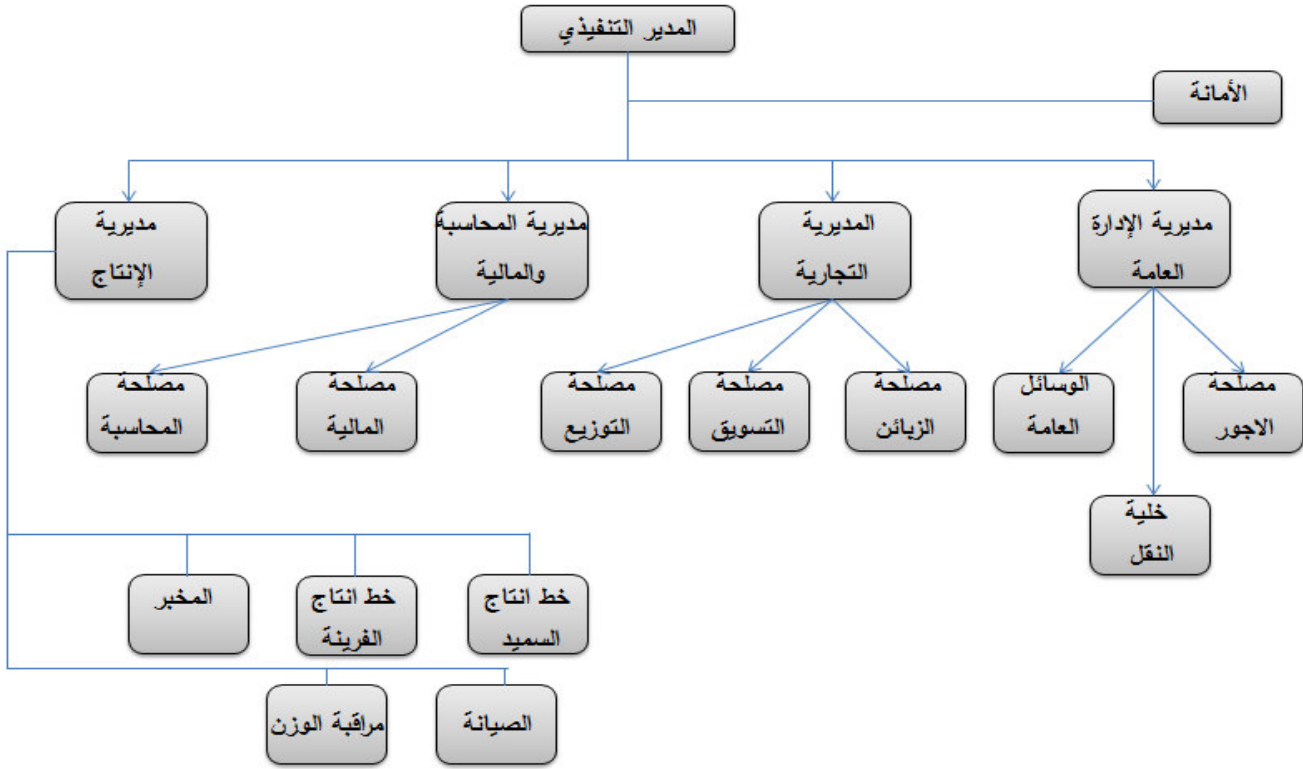 المدير التنفيذي
الأمانة
مديرية الإدارة
العامة
المديرية
التجارية
مديرية المحاسبة
والمالية
مديرية
الإنتاج
مصلحة
الاجور
الوسائل
العامة
مصلحة
الزبائن
مصلحة
التسويق
مصلحة
التوزيع
مصلحة
المالية
مصلحة
المحاسبة
خلية
النقل
خط انتاج
السميد
خط انتاج
الفرينة
المخبر
الصيانة
مراقبة الوزن